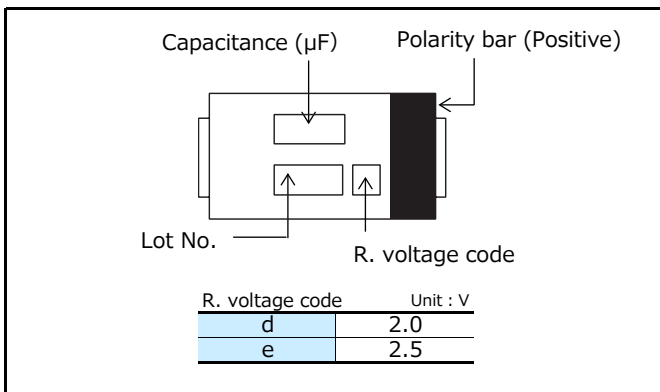 Capacitance (μF)
Polarity bar (Positive)
Lot No.
R. voltage code
R. voltage code Unit : V
d 2.0
e 2.5